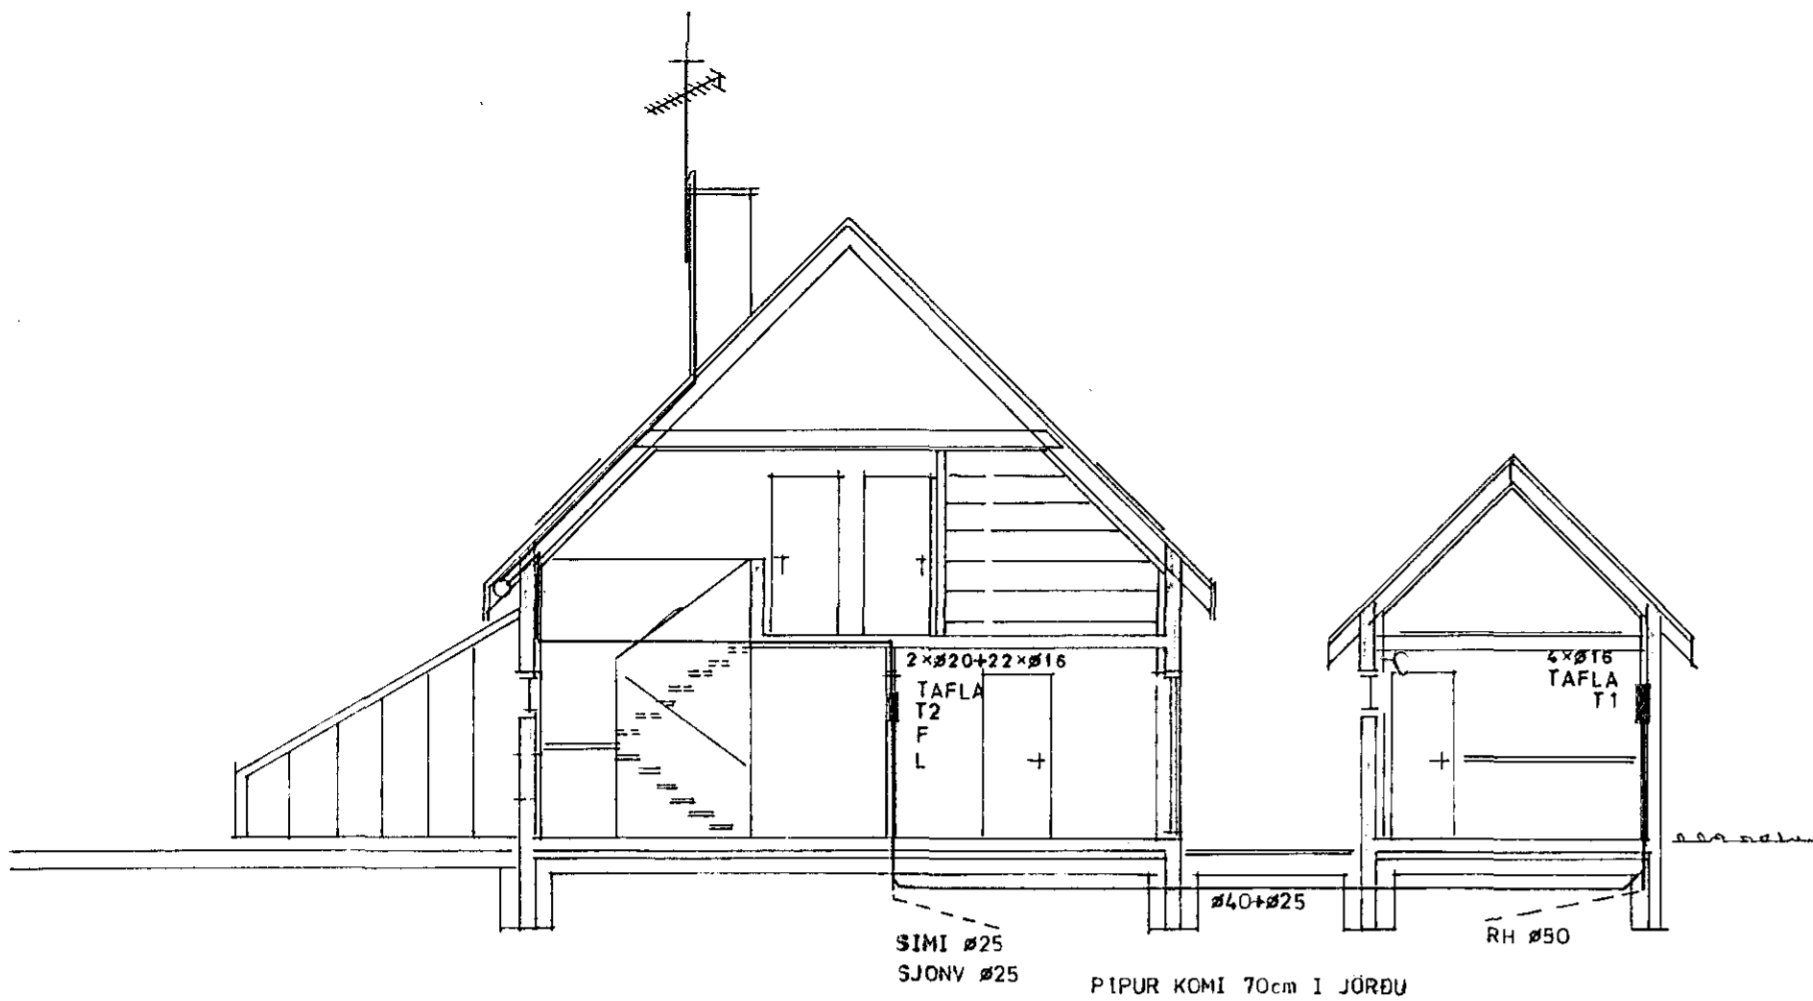 2×ø20+22×ø16
TAFLA
T2
F
L
4×ø16
TAFLA
T1
ø40+ø25
SIMI ø25
SJONV ø25
RH ø50
PIPUR KOMI 70cm I JÖRÐU